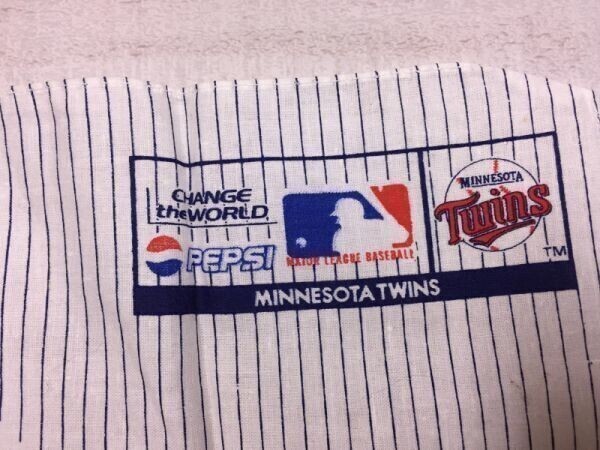 CHANGE
the WORLD
PEPSI
MAJOR LEAGUE BASEBALL
MINNESOTA
Twins
TM
MINNESOTA TWINS